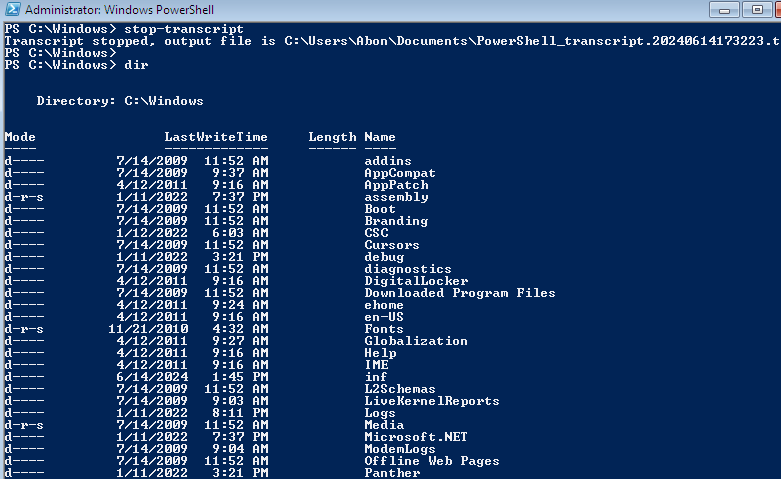 Administrator: Windows PowerShell
PS C:\Windows> stop-transcript
Transcript stopped, output file is C:\Users\Abon\Documents\PowerShell_transcript.20240614173223.t
PS C:\Windows>
PS C:\Windows> dir
Directory: C:\Windows
Mode LastWriteTime Length Name
---- ------------- ------ ----
d---- 7/14/2009 11:52 AM addins
d---- 7/14/2009 9:37 AM AppCompat
d---- 4/12/2011 9:16 AM AppPatch
d-r-s 1/11/2022 7:37 PM assembly
d---- 7/14/2009 11:52 AM Boot
d---- 7/14/2009 11:52 AM Branding
d---- 1/12/2022 6:03 AM CSC
d---- 7/14/2009 11:52 AM Cursors
d---- 1/11/2022 3:21 PM debug
d---- 7/14/2009 11:52 AM diagnostics
d---- 4/12/2011 9:16 AM DigitalLocker
d---- 7/14/2009 11:52 AM Downloaded Program Files
d---- 4/12/2011 9:24 AM ehome
d---- 4/12/2011 9:16 AM en-US
d-r-s 11/21/2010 4:32 AM Fonts
d---- 4/12/2011 9:27 AM Globalization
d---- 4/12/2011 9:16 AM Help
d---- 4/12/2011 9:16 AM IME
d---- 6/14/2024 1:45 PM inf
d---- 7/14/2009 11:52 AM L2Schemas
d---- 7/14/2009 9:03 AM LiveKernelReports
d---- 1/11/2022 8:11 PM Logs
d-r-s 7/14/2009 11:52 AM Media
d---- 1/11/2022 7:37 PM Microsoft.NET
d---- 7/14/2009 9:04 AM ModemLogs
d---- 7/14/2009 11:52 AM Offline Web Pages
d---- 1/11/2022 3:21 PM Panther